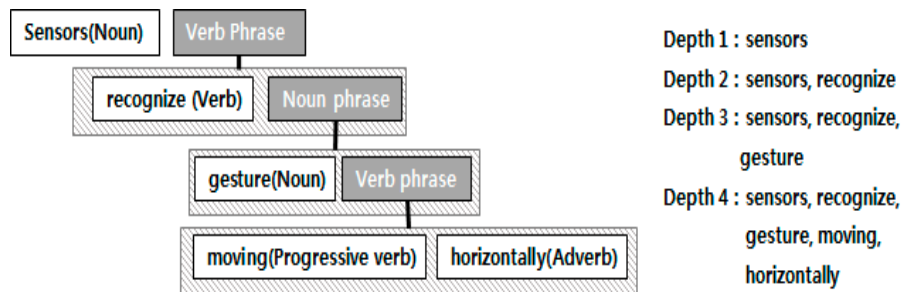 Sensors(Noun) Verb Phrase
recognize (Verb) Noun phrase
gesture(Noun) Verb phrase
moving(Progressive verb) horizontally(Adverb)
Depth 1 : sensors
Depth 2 : sensors, recognize
Depth 3 : sensors, recognize,
gesture
Depth 4 : sensors, recognize,
gesture, moving,
horizontally